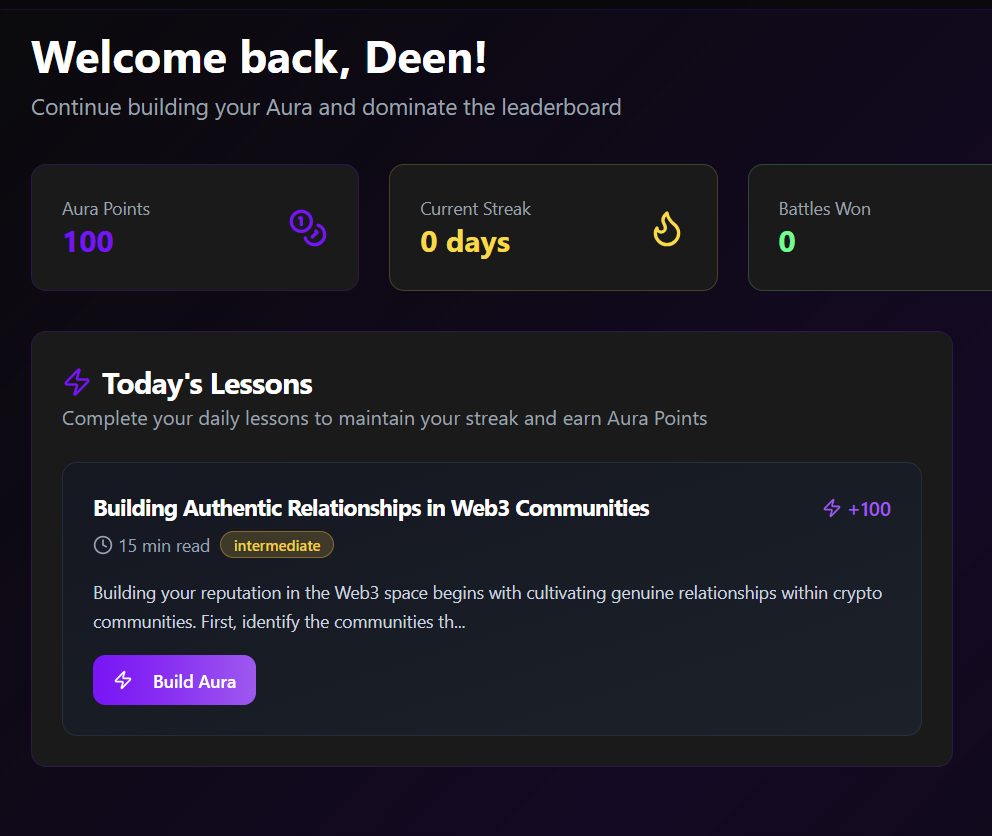 Welcome back, Deen!
Continue building your Aura and dominate the leaderboard
Aura Points
100
Current Streak
0 days
Battles Won
0
Today's Lessons
Complete your daily lessons to maintain your streak and earn Aura Points
Building Authentic Relationships in Web3 Communities
+100
15 min read
intermediate
Building your reputation in the Web3 space begins with cultivating genuine relationships within crypto
communities. First, identify the communities th...
Build Aura